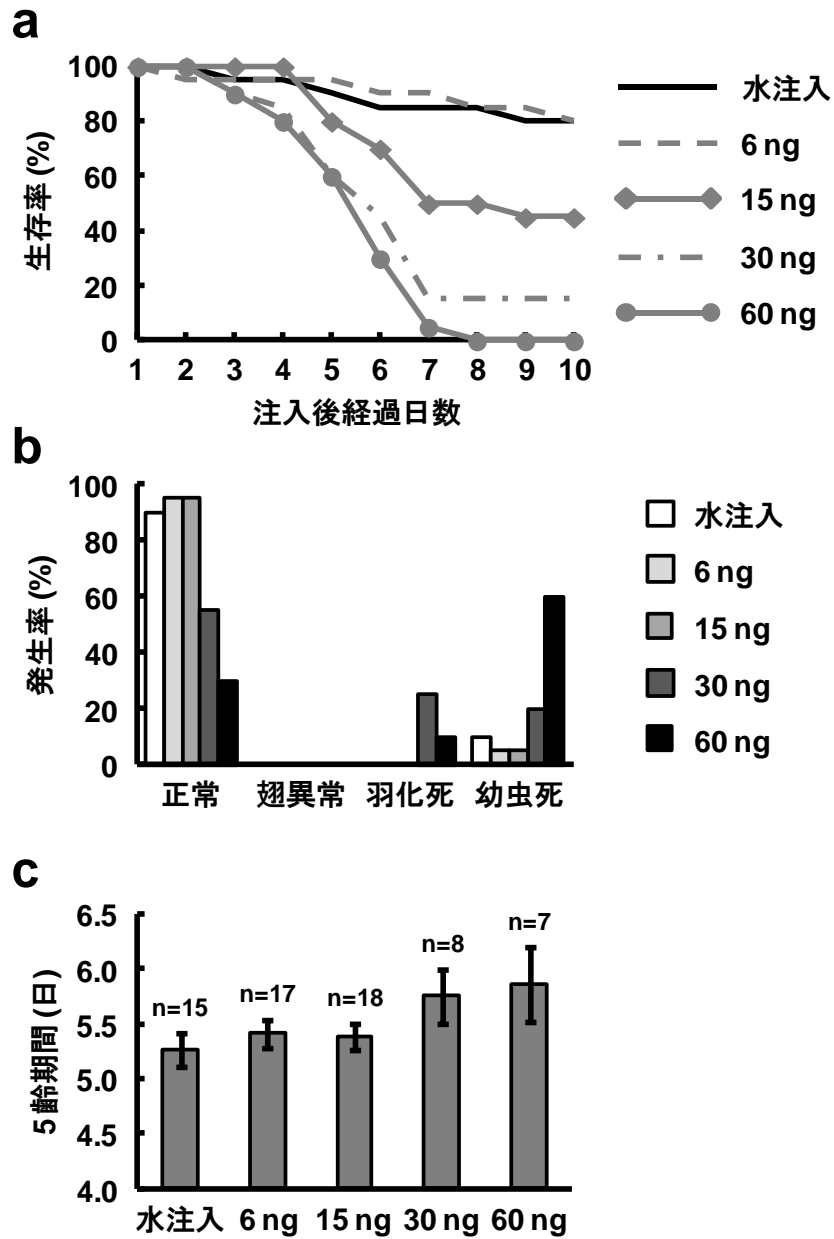 a
100
80
60
40
20
0
生存率 (%)
1 2 3 4 5 6 7 8 9 10
注入後経過日数
水注入
6 ng
15 ng
30 ng
60 ng
b
100
80
60
40
20
0
発生率 (%)
正常 翅異常 羽化死 幼虫死
水注入
6 ng
15 ng
30 ng
60 ng
c
6.5
6.0
5.5
5.0
4.5
4.0
5齢期間 (日)
n=15 n=17 n=18 n=8 n=7
水注入 6 ng 15 ng 30 ng 60 ng